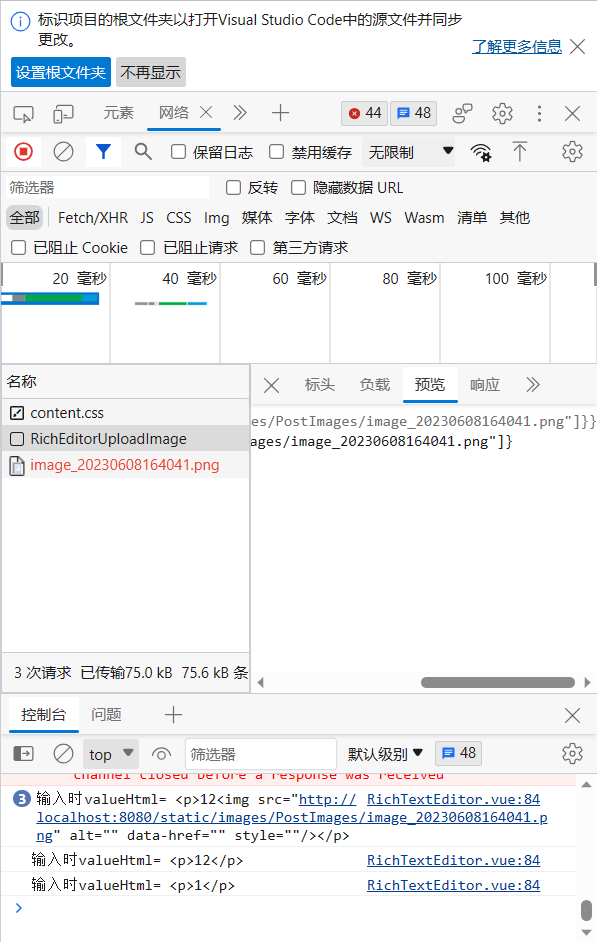 标识项目的根文件夹以打开Visual Studio Code中的源文件并同步
更改。
了解更多信息
设置根文件夹 不再显示
元素 网络 44 48
保留日志 禁用缓存 无限制
筛选器 反转 隐藏数据 URL
全部 Fetch/XHR JS CSS Img 媒体 字体 文档 WS Wasm 清单 其他
已阻止 Cookie 已阻止请求 第三方请求
20 毫秒 40 毫秒 60 毫秒 80 毫秒 100 毫秒
名称 标头 负载 预览 响应
content.css
RichEditorUploadImage
image_20230608164041.png
es/PostImages/image_20230608164041.png"]}}
ages/image_20230608164041.png"]}
3 次请求 已传输75.0 kB 75.6 kB 条
控制台 问题
top 筛选器 默认级别 48
channel closed before a response was received
3 输入时valueHtml= <p>12<img src="http:// RichTextEditor.vue:84
localhost:8080/static/images/PostImages/image_20230608164041.p
ng" alt="" data-href="" style=""/></p>
输入时valueHtml= <p>12</p> RichTextEditor.vue:84
输入时valueHtml= <p>1</p> RichTextEditor.vue:84